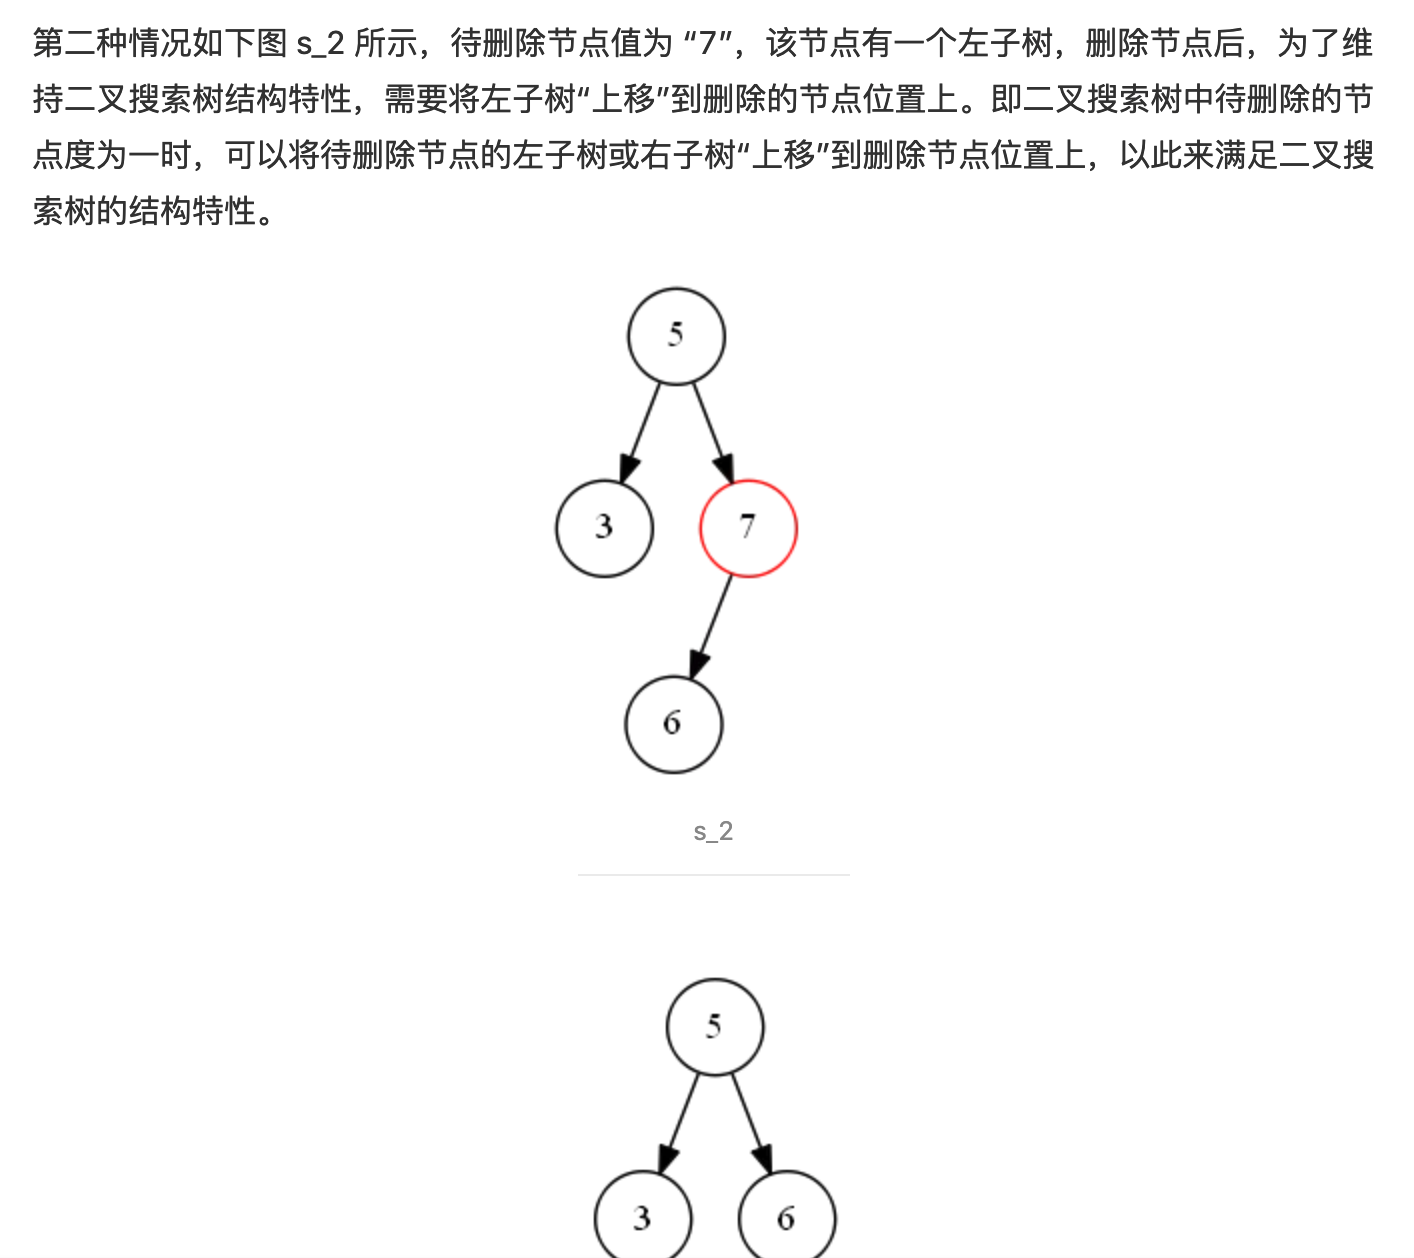 第二种情况如下图 s_2 所示，待删除节点值为 “7”，该节点有一个左子树，删除节点后，为了维
持二叉搜索树结构特性，需要将左子树“上移”到删除的节点位置上。即二叉搜索树中待删除的节
点度为一时，可以将待删除节点的左子树或右子树“上移”到删除节点位置上，以此来满足二叉搜
索树的结构特性。
5
3
7
6
s_2
5
3
6